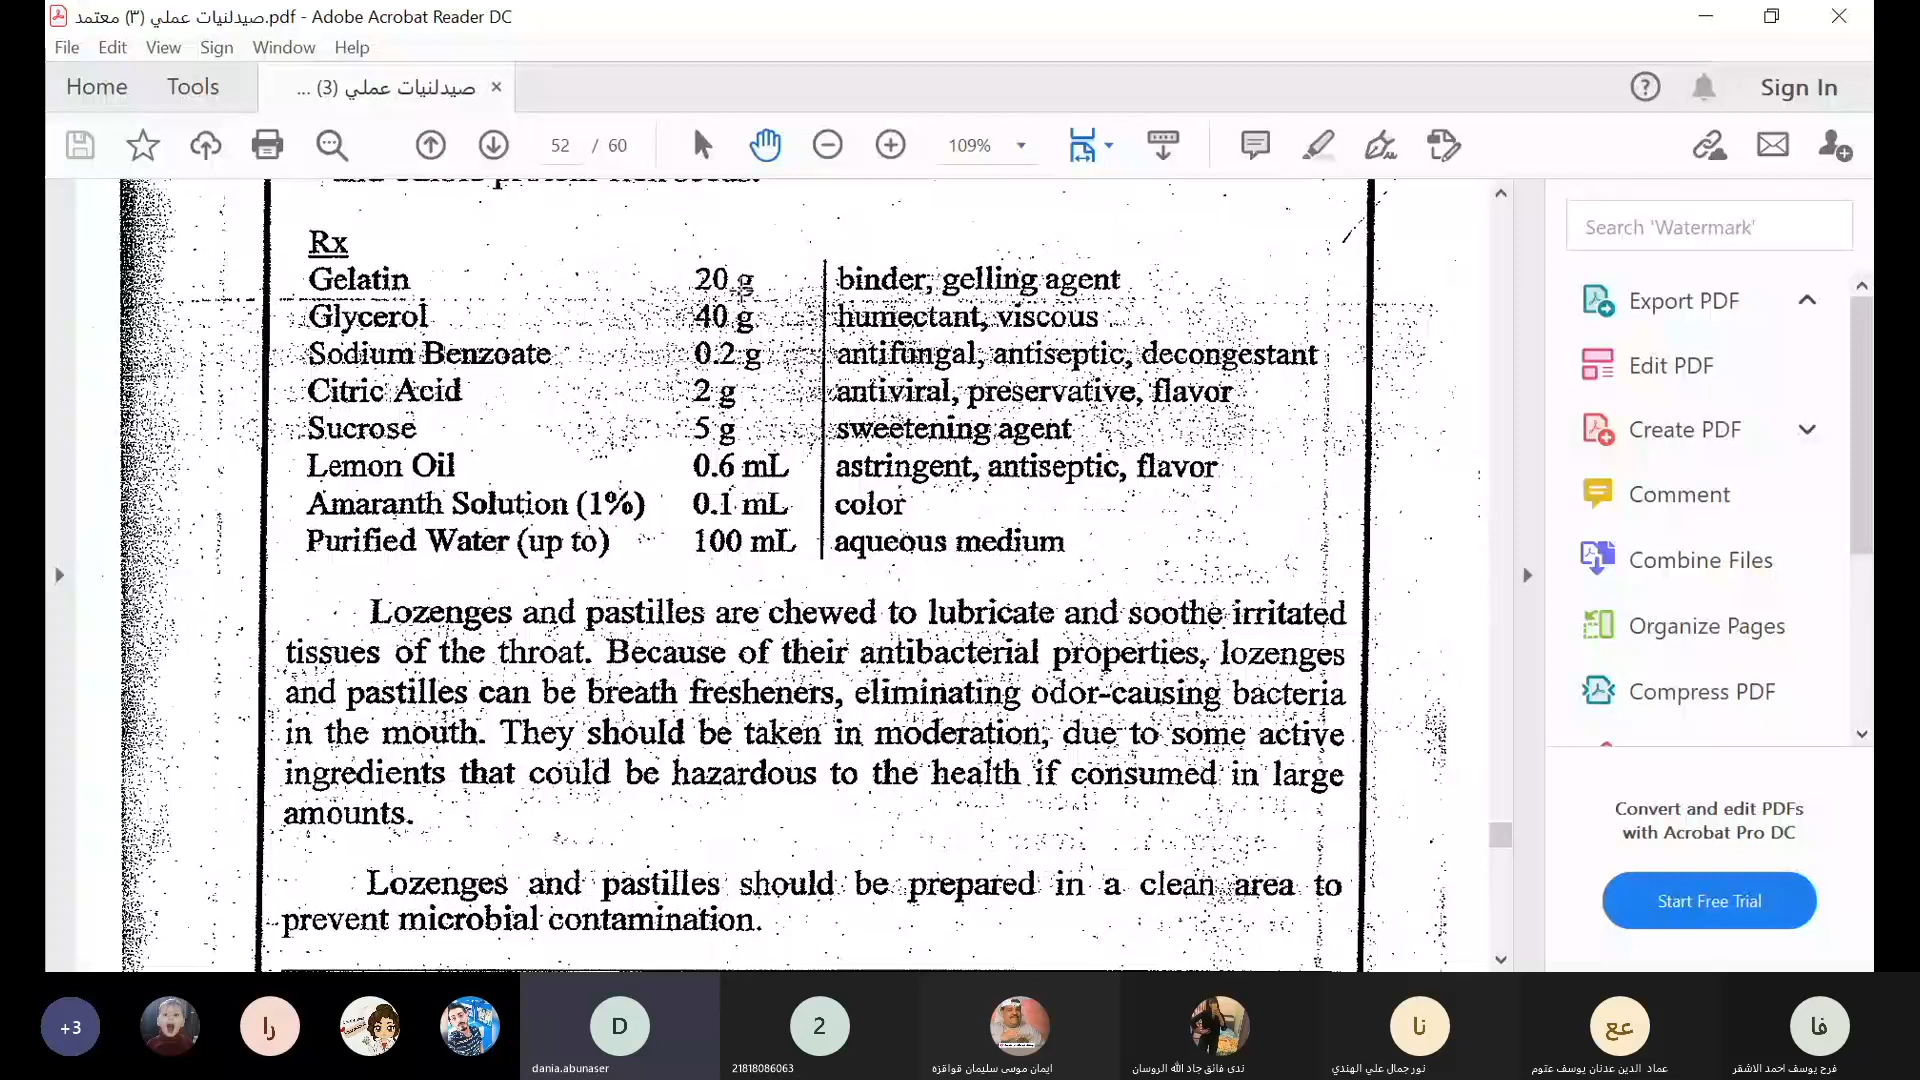 صيدلنيات عملي (٣) معتمد.pdf - Adobe Acrobat Reader DC
File Edit View Sign Window Help
Home Tools صيدلنيات عملي (3) ... × Sign In
52 / 60 109%
Rx
Gelatin 20 g binder, gelling agent
Glycerol 40 g humectant, viscous
Sodium Benzoate 0.2 g antifungal, antiseptic, decongestant
Citric Acid 2 g antiviral, preservative, flavor
Sucrose 5 g sweetening agent
Lemon Oil 0.6 mL astringent, antiseptic, flavor
Amaranth Solution (1%) 0.1 mL color
Purified Water (up to) 100 mL aqueous medium
Lozenges and pastilles are chewed to lubricate and soothe irritated
tissues of the throat. Because of their antibacterial properties, lozenges
and pastilles can be breath fresheners, eliminating odor-causing bacteria
in the mouth. They should be taken in moderation, due to some active
ingredients that could be hazardous to the health if consumed in large
amounts.
Lozenges and pastilles should be prepared in a clean area to
prevent microbial contamination.
Search 'Watermark'
Export PDF
Edit PDF
Create PDF
Comment
Combine Files
Organize Pages
Compress PDF
Convert and edit PDFs
with Acrobat Pro DC
Start Free Trial
+3 را D 2 نا عع فا
dania.abunaser 21818086063 ايمان موسى سليمان قواقزه ندى فائق جاد الله الروسان نور جمال علي الهندي عماد الدين عدنان يوسف عتوم فرح يوسف احمد الاشقر